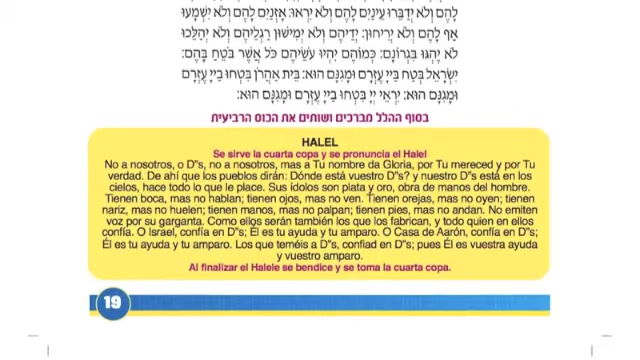 לָהֶם וְלֹא יְדַבֵּרוּ עֵינַיִם לָהֶם וְלֹא יִרְאוּ: אָזְנַיִם לָהֶם וְלֹא יִשְׁמָעוּ
אַף לָהֶם וְלֹא יְרִיחוּן: יְדֵיהֶם וְלֹא יְמִישׁוּן רַגְלֵיהֶם וְלֹא יְהַלֵּכוּ
לֹא יֶהְגּוּ בִּגְרוֹנָם: כְּמוֹהֶם יִהְיוּ עֹשֵׂיהֶם כֹּל אֲשֶׁר בֹּטֵחַ בָּהֶם:
יִשְׂרָאֵל בְּטַח בַּיְיָ עֶזְרָם וּמָגִנָּם הוּא: בֵּית אַהֲרֹן בִּטְחוּ בַיְיָ עֶזְרָם
וּמָגִנָּם הוּא: יִרְאֵי יְיָ בִּטְחוּ בַיְיָ עֶזְרָם וּמָגִנָּם הוּא:
בסוף ההלל מברכים ושותים את הכוס הרביעית
HALEL
Se sirve la cuarta copa y se pronuncia el Halel
No a nosotros, o D"s, no a nosotros, mas a Tu nombre da Gloria, por Tu merced y por Tu
verdad. De ahí que los pueblos dirán: Dónde está vuestro D"s? y nuestro D"s está en los
cielos, hace todo lo que le place. Sus ídolos son plata y oro, obra de manos del hombre.
Tienen boca, mas no hablan; tienen ojos, mas no ven. Tienen orejas, mas no oyen; tienen
nariz, mas no huelen; tienen manos, mas no palpan; tienen pies, mas no andan. No emiten
voz por su garganta. Como ellos serán también los que los fabrican, y todo quien en ellos
confía. O Israel, confía en D"s; Él es tu ayuda y tu amparo. O Casa de Aarón, confía en D"s;
Él es tu ayuda y tu amparo. Los que teméis a D"s, confiad en D"s; pues Él es vuestra ayuda
y vuestro amparo.
Al finalizar el Halele se bendice y se toma la cuarta copa.
19